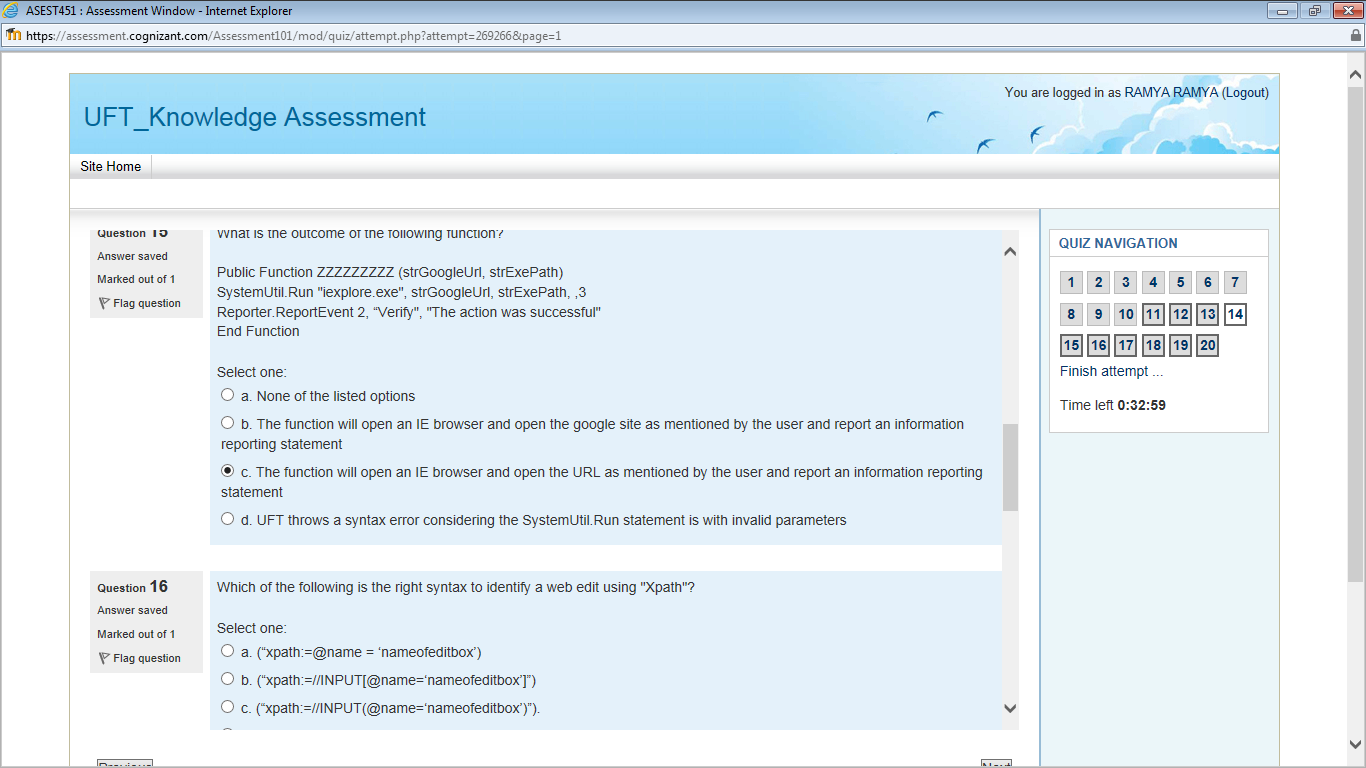 ASEST451 : Assessment Window - Internet Explorer
https://assessment.cognizant.com/Assessment101/mod/quiz/attempt.php?attempt=269266&page=1
You are logged in as RAMYA RAMYA (Logout)
UFT_Knowledge Assessment
Site Home
Question 15
Answer saved
Marked out of 1
Flag question
What is the outcome of the following function?
Public Function ZZZZZZZZZ (strGoogleUrl, strExePath)
SystemUtil.Run "iexplore.exe", strGoogleUrl, strExePath, ,3
Reporter.ReportEvent 2, “Verify", "The action was successful"
End Function
Select one:
a. None of the listed options
b. The function will open an IE browser and open the google site as mentioned by the user and report an information
reporting statement
c. The function will open an IE browser and open the URL as mentioned by the user and report an information reporting
statement
d. UFT throws a syntax error considering the SystemUtil.Run statement is with invalid parameters
Question 16
Answer saved
Marked out of 1
Flag question
Which of the following is the right syntax to identify a web edit using "Xpath"?
Select one:
a. (“xpath:=@name = ‘nameofeditbox’)
b. (“xpath:=//INPUT[@name=‘nameofeditbox’]”)
c. (“xpath:=//INPUT(@name=‘nameofeditbox’)”).
Previous
Next
QUIZ NAVIGATION
1 2 3 4 5 6 7
8 9 10 11 12 13 14
15 16 17 18 19 20
Finish attempt ...
Time left 0:32:59